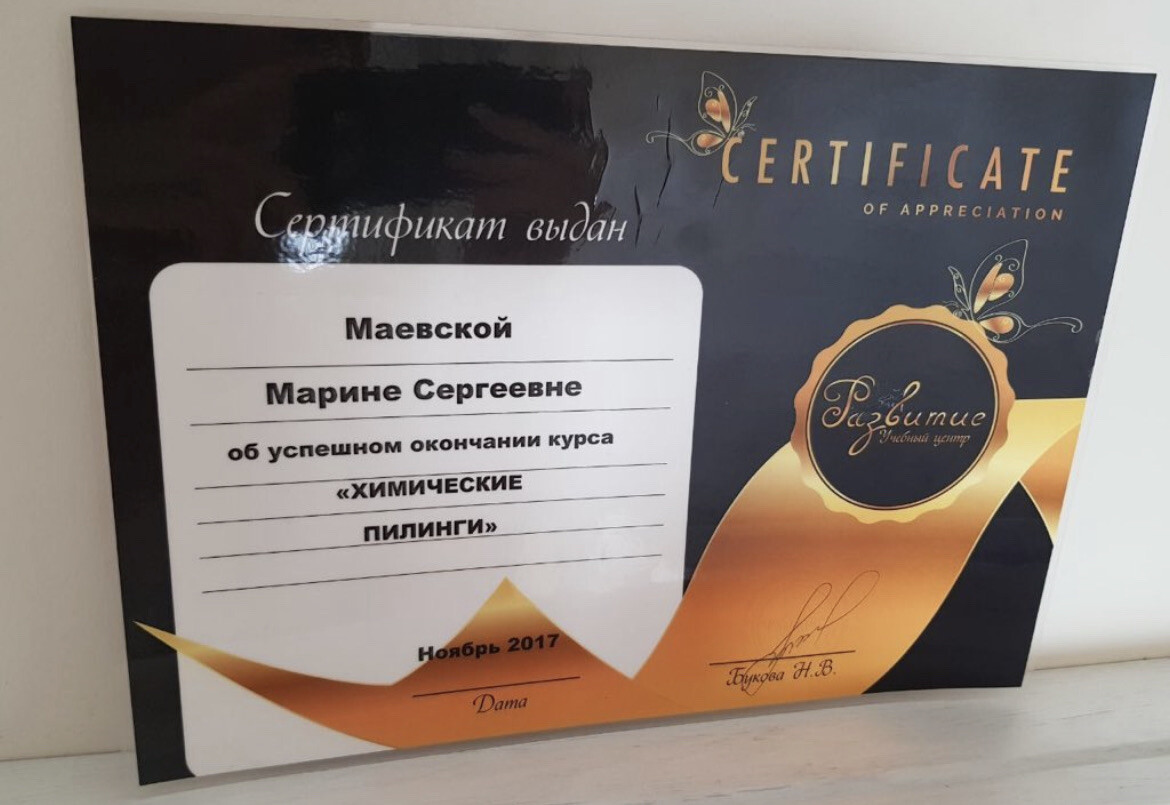 CERTIFICATE
OF APPRECIATION
Сертификат выдан
Маевской
Марине Сергеевне
об успешном окончании курса
«ХИМИЧЕСКИЕ
ПИЛИНГИ»
Развитие
Учебный центр
Ноябрь 2017
Дата
Букова Н.В.